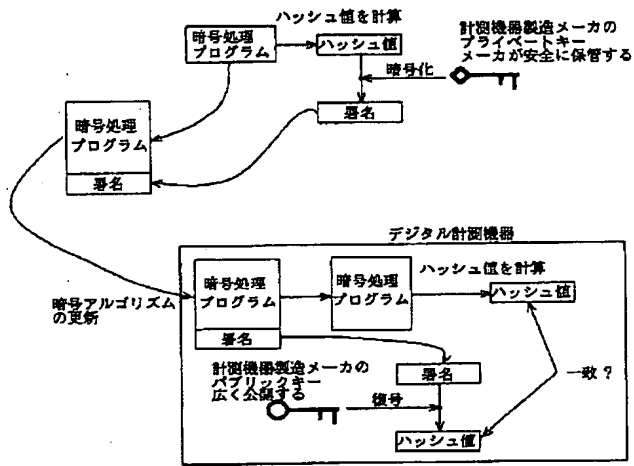 ハッシュ値を計算
暗号処理
プログラム
ハッシュ値
計測機器製造メーカの
プライベートキー
メーカが安全に保管する
暗号化
署名
暗号処理
プログラム
署名
デジタル計測機器
暗号アルゴリズム
の更新
暗号処理
プログラム
署名
暗号処理
プログラム
ハッシュ値を計算
ハッシュ値
計測機器製造メーカの
パブリックキー
広く公開する
署名
一致？
復号
ハッシュ値